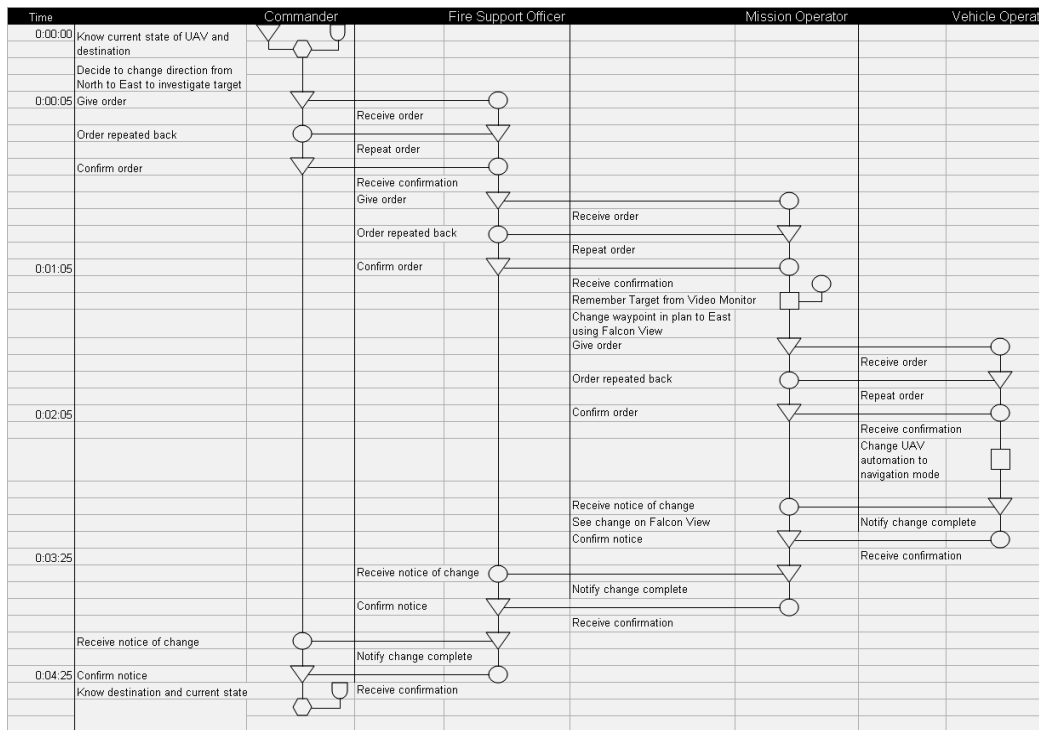 Time Commander Fire Support Officer Mission Operator Vehicle Operat
0:00:00 Know current state of UAV and
destination
Decide to change direction from
North to East to investigate target
0:00:05 Give order
Receive order
Order repeated back
Repeat order
Confirm order
Receive confirmation
Give order
Receive order
Order repeated back
Repeat order
0:01:05 Confirm order
Receive confirmation
Remember Target from Video Monitor
Change waypoint in plan to East
using Falcon View
Give order
Receive order
Order repeated back
Repeat order
0:02:05 Confirm order
Receive confirmation
Change UAV
automation to
navigation mode
Receive notice of change
See change on Falcon View Notify change complete
Confirm notice
0:03:25 Receive confirmation
Receive notice of change
Notify change complete
Confirm notice
Receive confirmation
Receive notice of change
Notify change complete
0:04:25 Confirm notice
Know destination and current state Receive confirmation